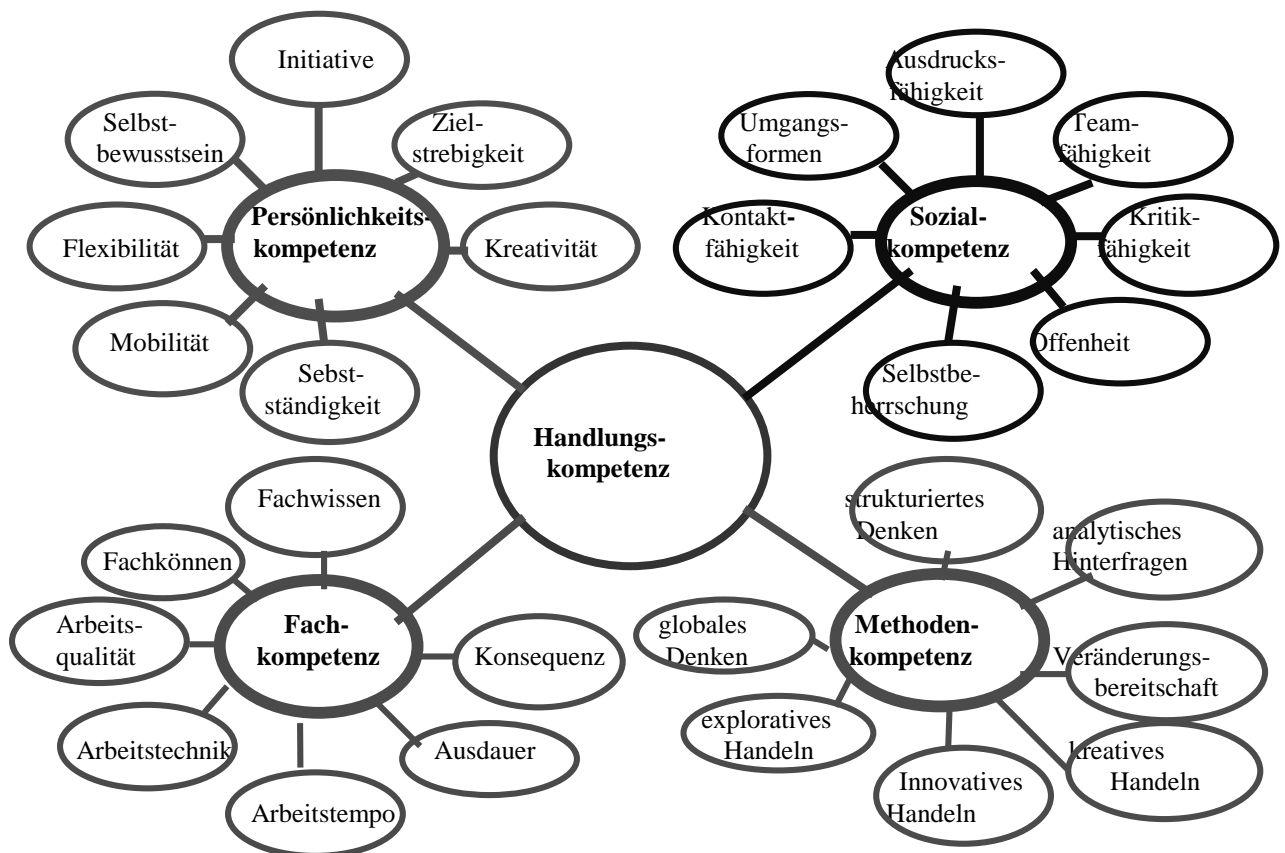 Initiative
Selbst-
bewusstsein
Ziel-
strebigkeit
Persönlichkeits-
kompetenz
Flexibilität
Kreativität
Mobilität
Sebst-
ständigkeit
Ausdrucks-
fähigkeit
Umgangs-
formen
Team-
fähigkeit
Kontakt-
fähigkeit
Sozial-
kompetenz
Kritik-
fähigkeit
Offenheit
Selbstbe-
herrschung
Handlungs-
kompetenz
Fachwissen
Fachkönnen
Arbeits-
qualität
Fach-
kompetenz
Konsequenz
Arbeitstechnik
Ausdauer
Arbeitstempo
strukturiertes
Denken
analytisches
Hinterfragen
globales
Denken
Methoden-
kompetenz
Veränderungs-
bereitschaft
exploratives
Handeln
kreatives
Handeln
Innovatives
Handeln